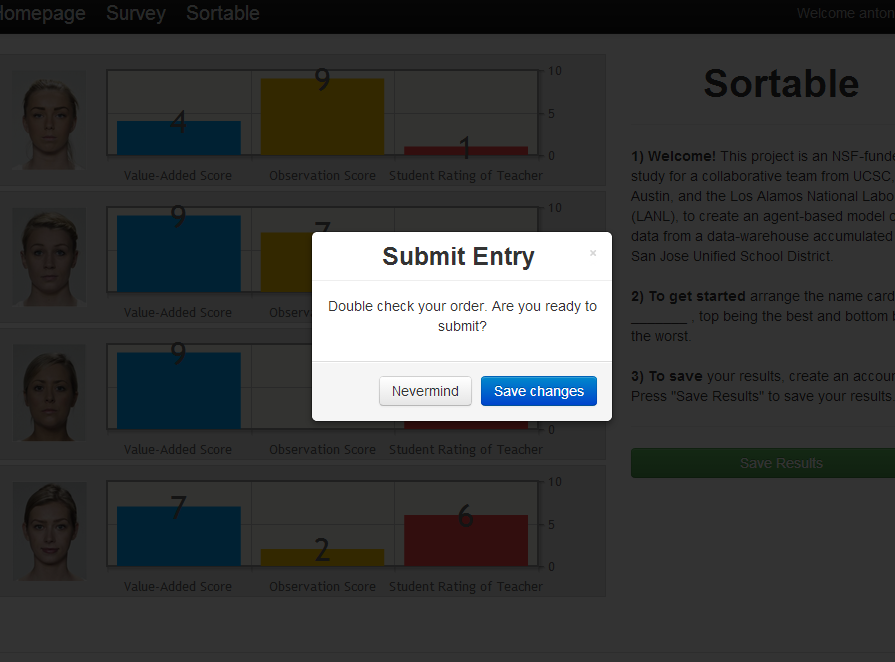 Homepage Survey Sortable Welcome anton
10
9
4
5
1
0
Value-Added Score Observation Score Student Rating of Teacher
10
9
7
Value-Added Score
9
0
Value-Added Score Observation Score Student Rating of Teacher
10
7
6
5
2
0
Value-Added Score Observation Score Student Rating of Teacher
Submit Entry ×
Double check your order. Are you ready to
submit?
Nevermind Save changes
Sortable
1) Welcome! This project is an NSF-funde
study for a collaborative team from UCSC,
Austin, and the Los Alamos National Labo
(LANL), to create an agent-based model o
data from a data-warehouse accumulated
San Jose Unified School District.
2) To get started arrange the name card
_______ , top being the best and bottom b
the worst.
3) To save your results, create an accou
Press "Save Results" to save your results.
Save Results